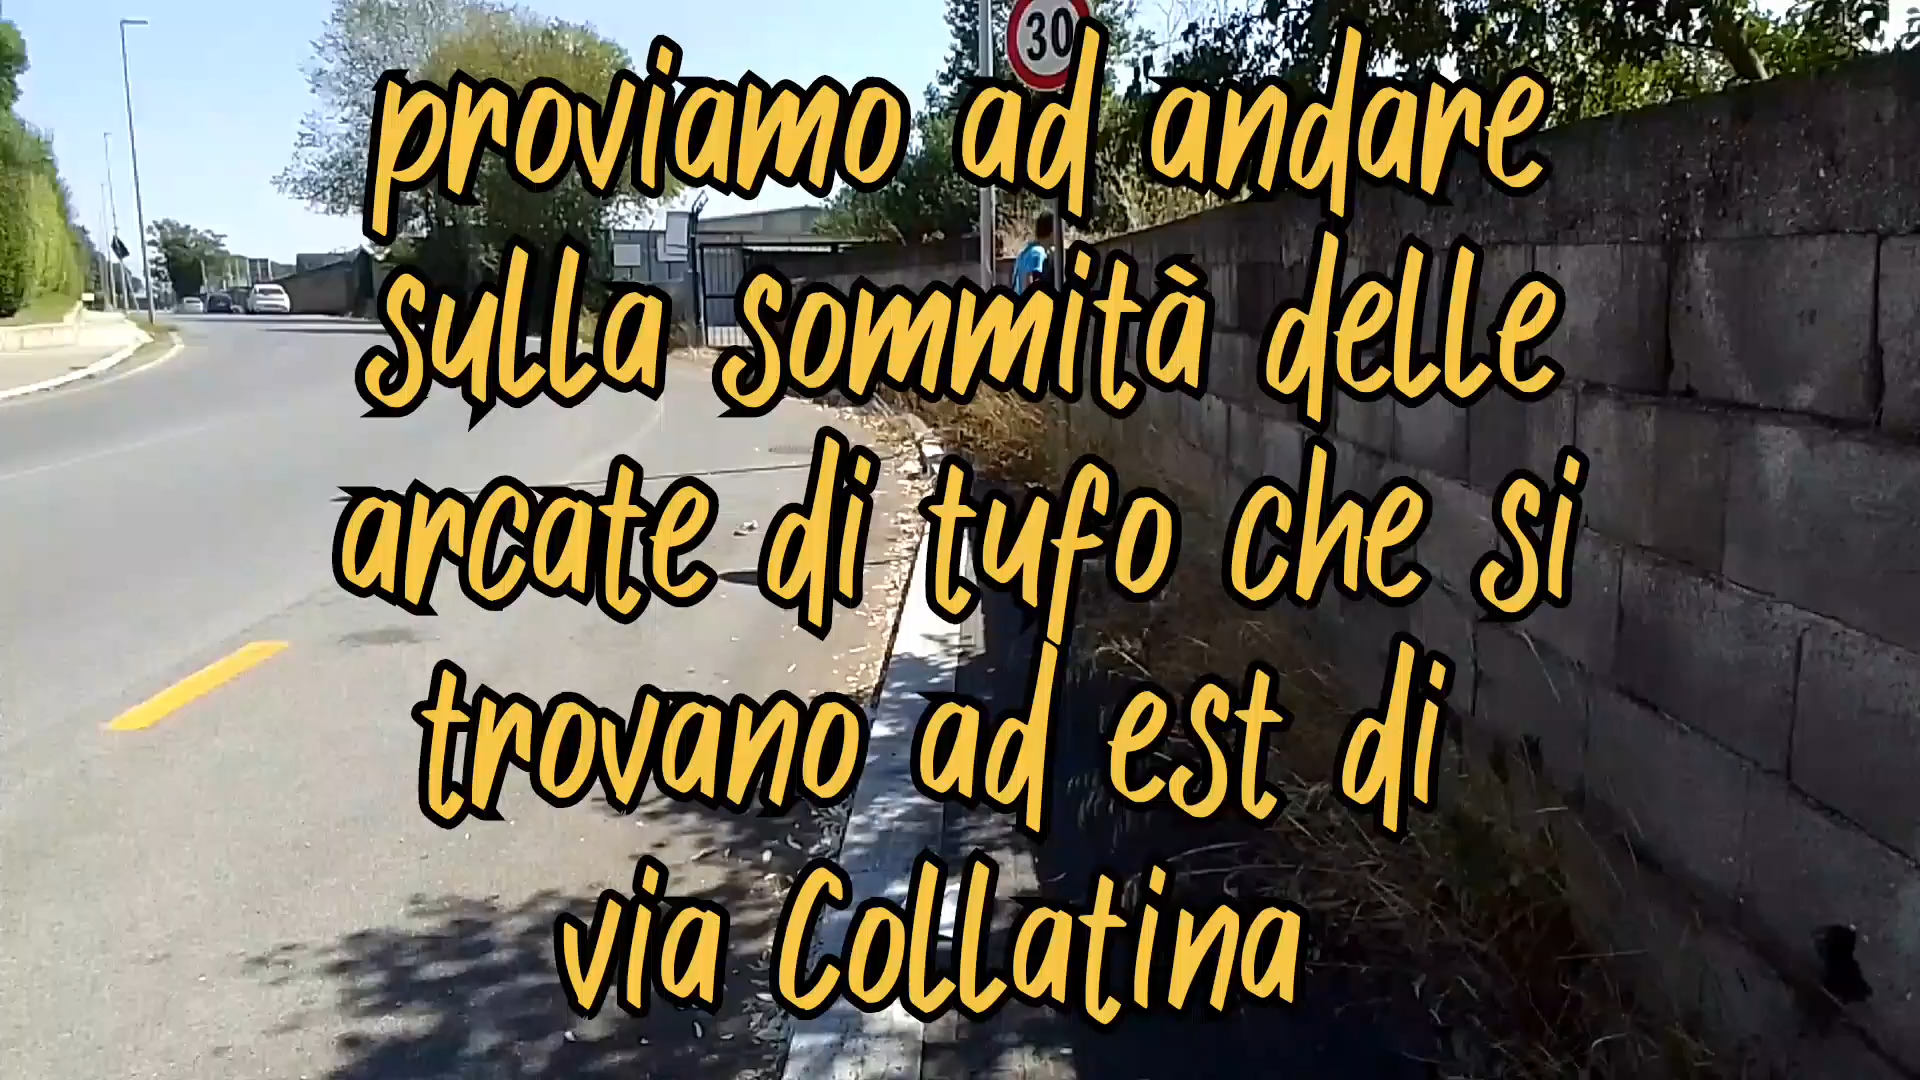 30
proviamo ad andare
sulla sommità delle
arcate di tufo che si
trovano ad est di
via Collatina